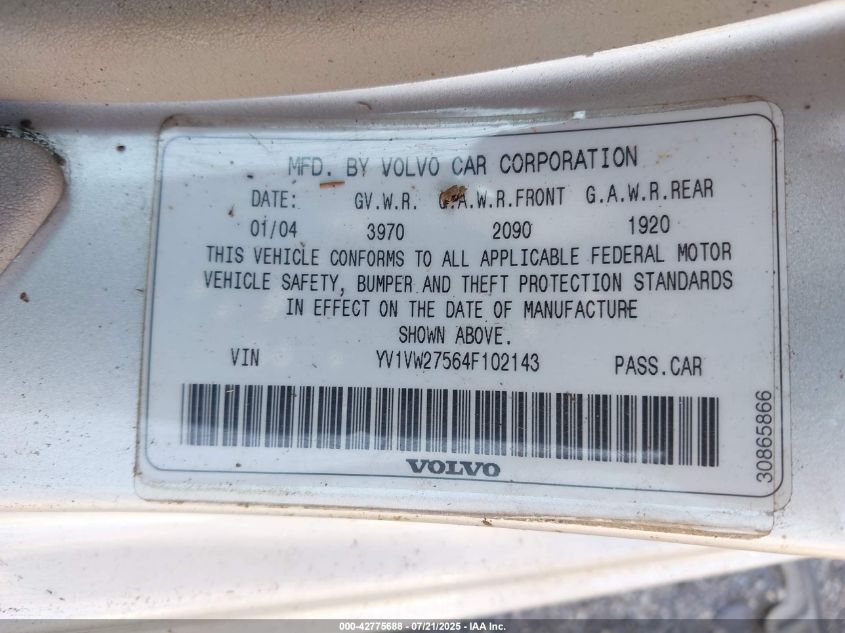 MFD. BY VOLVO CAR CORPORATION
DATE: GV.W.R. G.A.W.R.FRONT G.A.W.R.REAR
01/04 3970 2090 1920
THIS VEHICLE CONFORMS TO ALL APPLICABLE FEDERAL MOTOR
VEHICLE SAFETY, BUMPER AND THEFT PROTECTION STANDARDS
IN EFFECT ON THE DATE OF MANUFACTURE
SHOWN ABOVE.
VIN YV1VW27564F102143 PASS.CAR
30865866
VOLVO
000-42775688 - 07/21/2025 - IAA Inc.